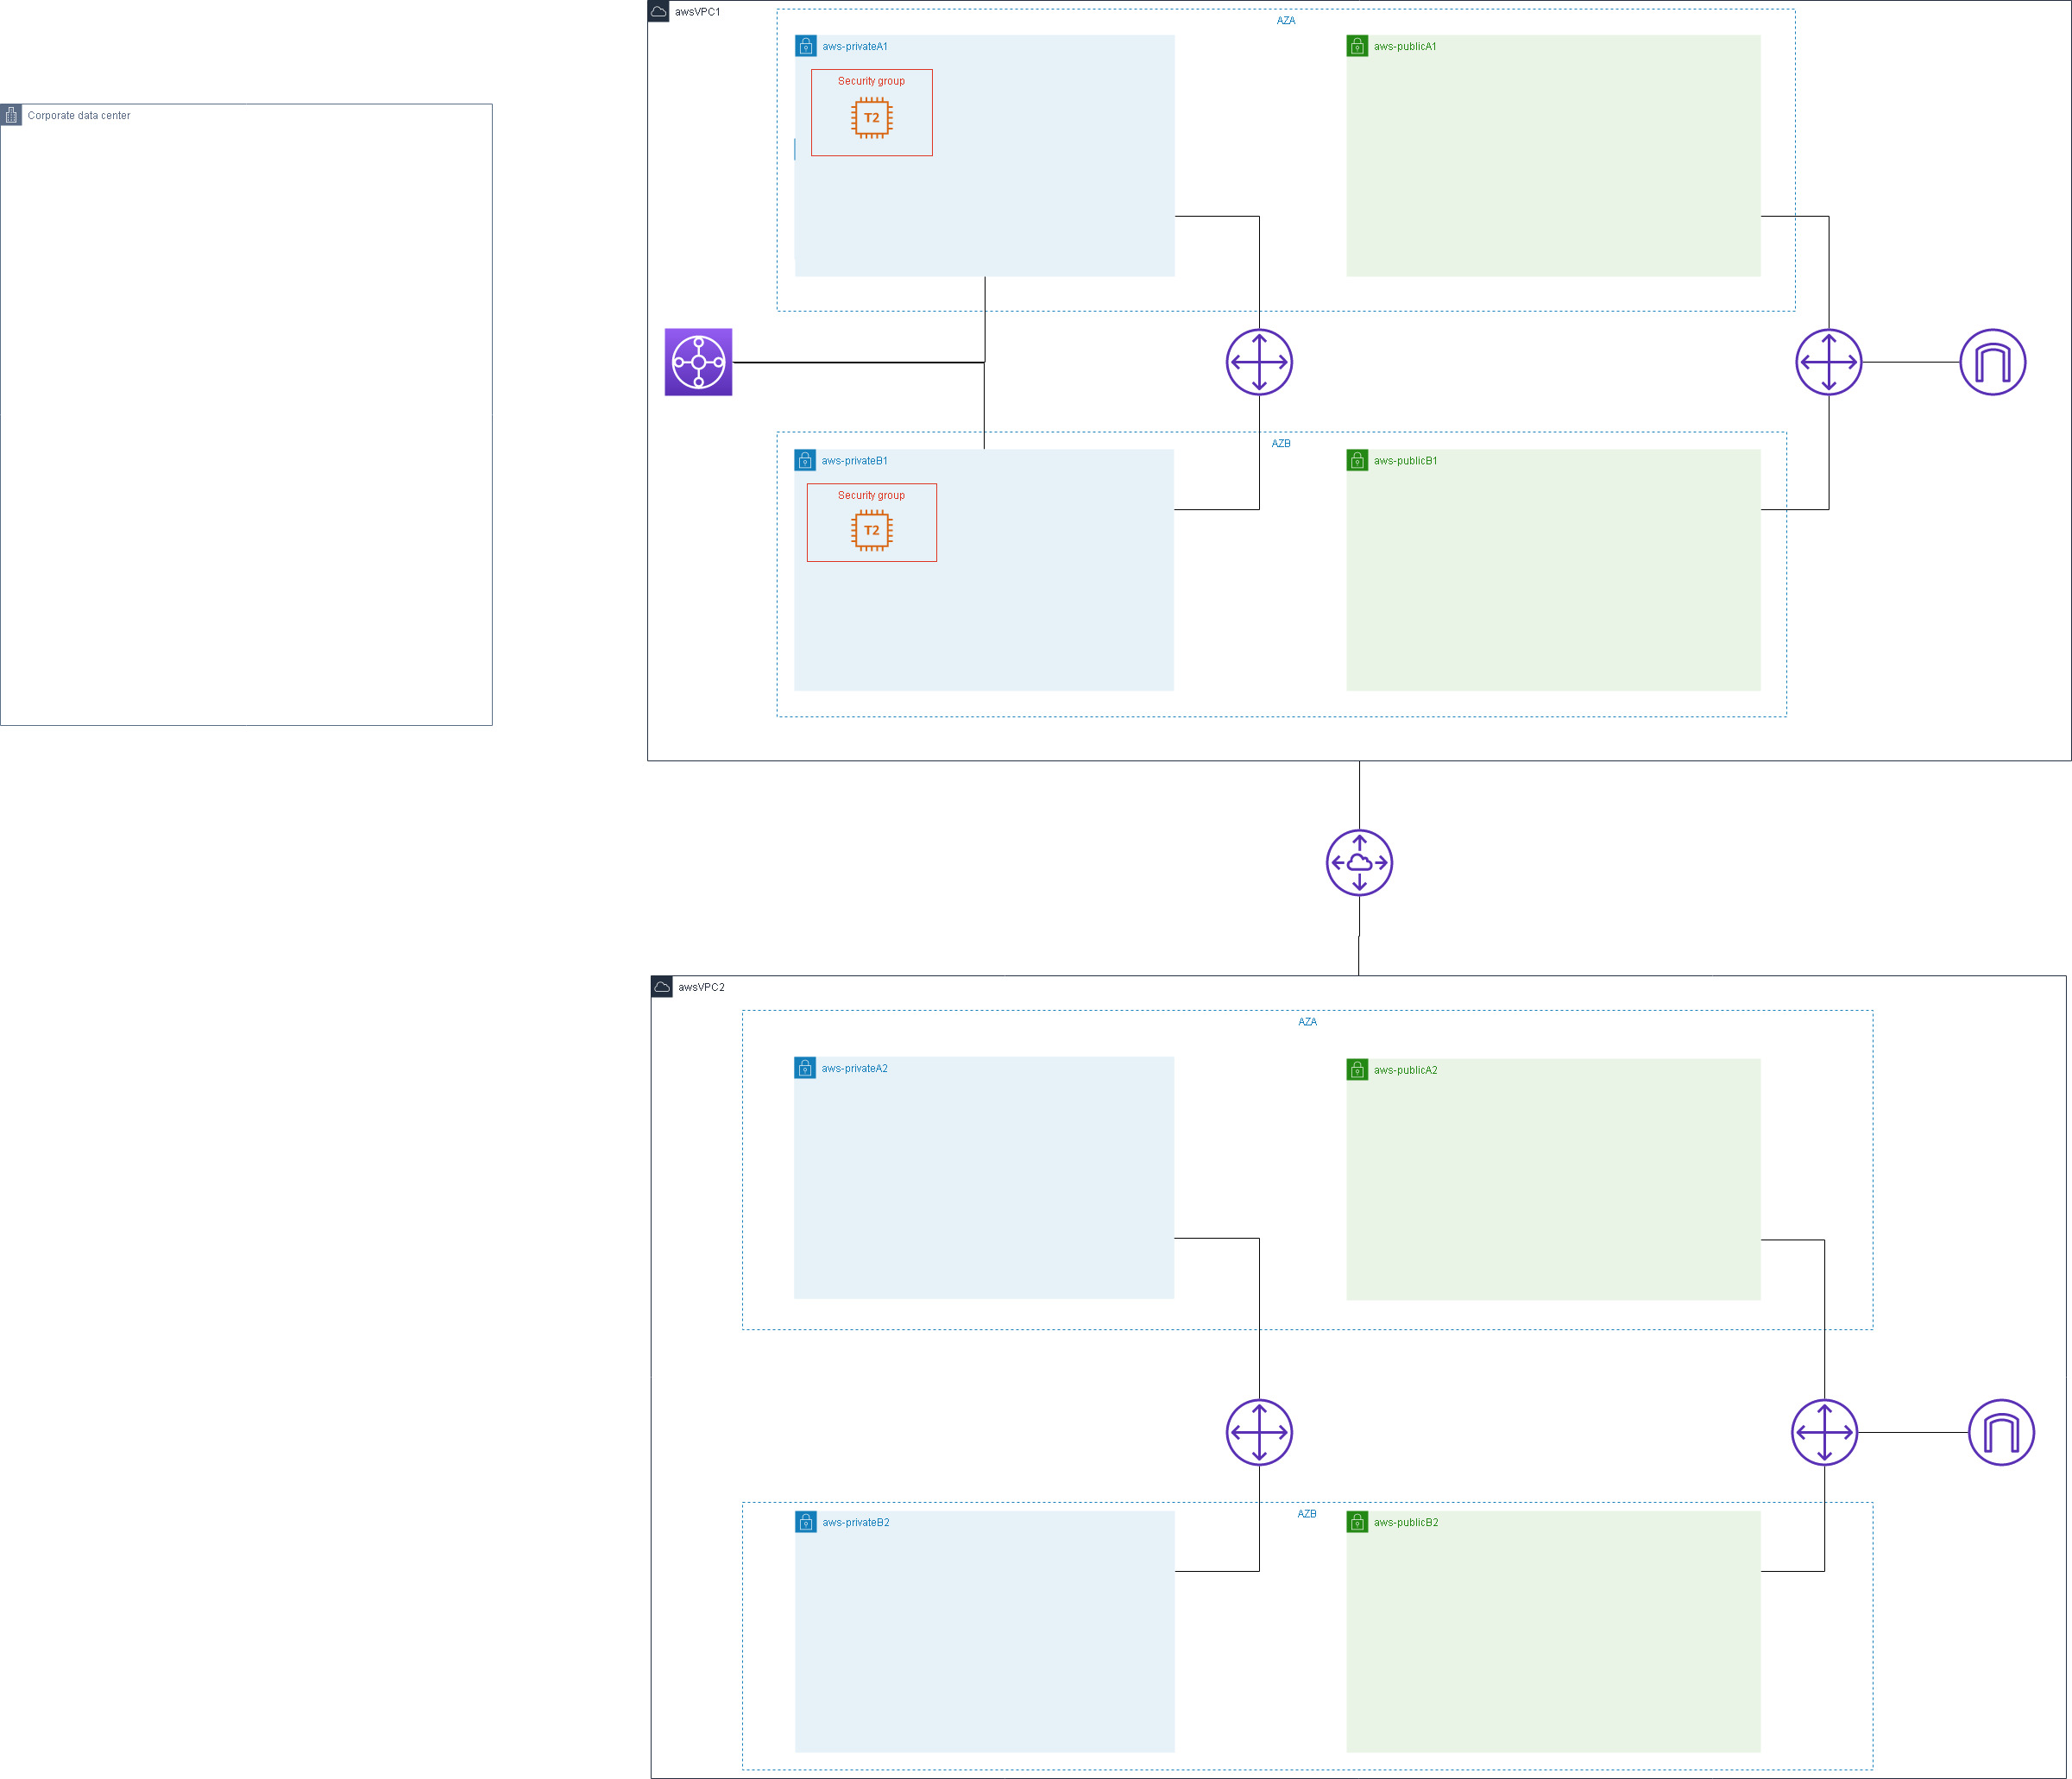 awsVPC1
AZA
aws-privateA1
aws-publicA1
Security group
T2
Corporate data center
AZB
aws-privateB1
aws-publicB1
Security group
T2
awsVPC2
AZA
aws-privateA2
aws-publicA2
AZB
aws-privateB2
aws-publicB2